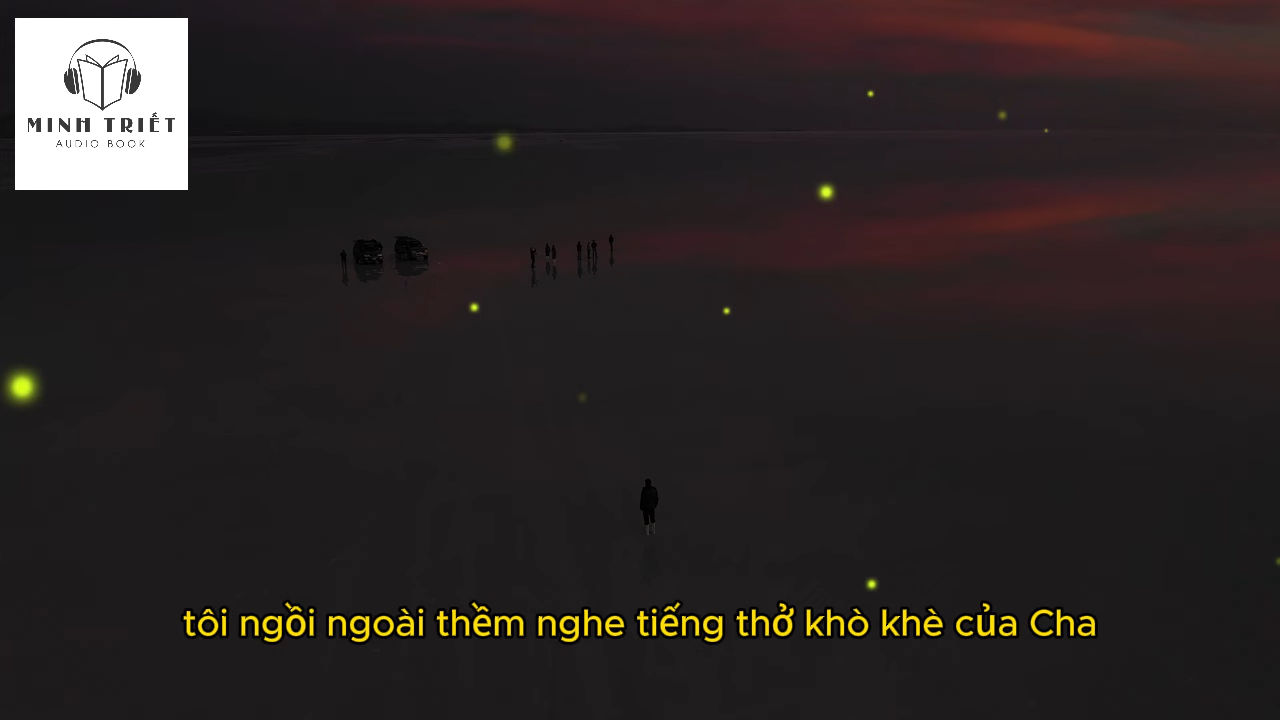 MINH TRIẾT
AUDIO BOOK
tôi ngồi ngoài thềm nghe tiếng thở khò khè của Cha